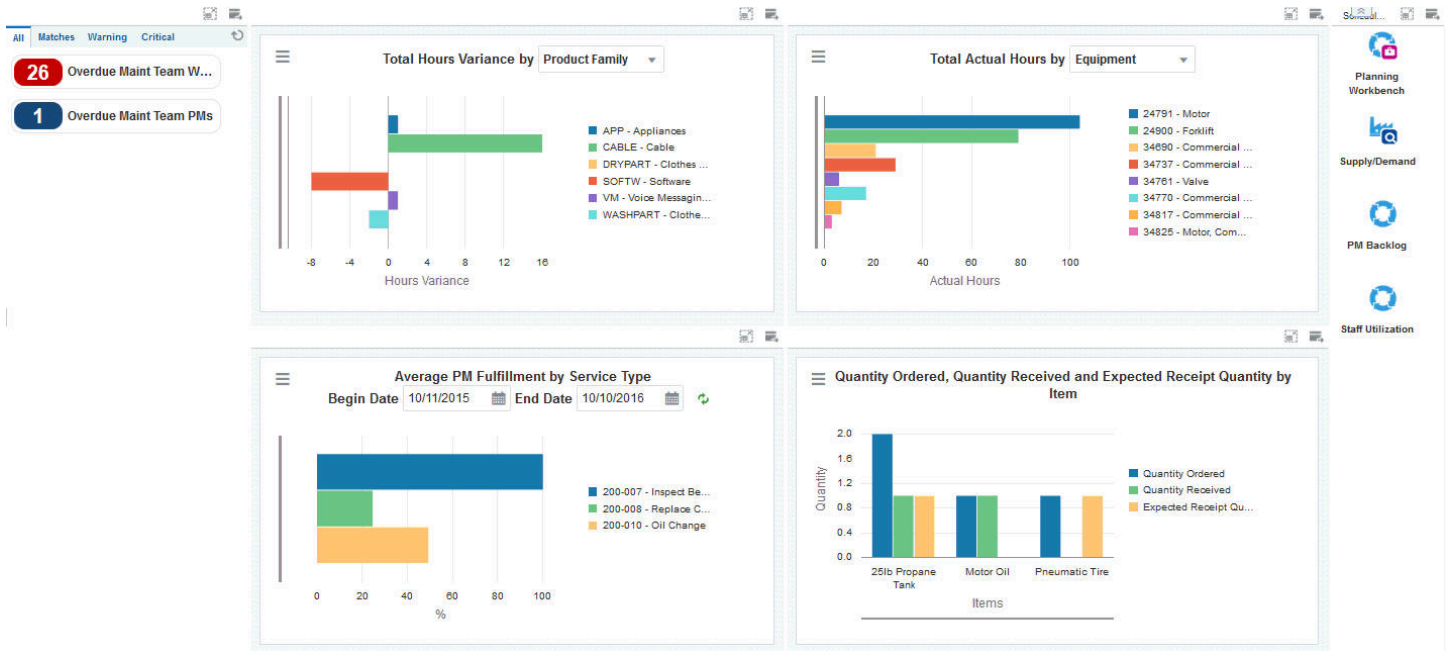 All Matches Warning Critical
26 Overdue Maint Team W...
1 Overdue Maint Team PMs
Total Hours Variance by Product Family
APP - Appliances
CABLE - Cable
DRYPART - Clothes ...
SOFTW - Software
VM - Voice Messagin...
WASHPART - Clothe...
-8 -4 0 4 8 12 16
Hours Variance
Total Actual Hours by Equipment
24791 - Motor
24900 - Forklift
34690 - Commercial ...
34737 - Commercial ...
34761 - Valve
34770 - Commercial ...
34817 - Commercial ...
34825 - Motor, Com...
0 20 40 60 80 100
Actual Hours
Average PM Fulfillment by Service Type
Begin Date 10/11/2015 End Date 10/10/2016
200-007 - Inspect Be...
200-008 - Replace C...
200-010 - Oil Change
0 20 40 60 80 100
%
Quantity Ordered, Quantity Received and Expected Receipt Quantity by
Item
2.0
1.6
1.2
0.8
0.4
0.0
Quantity
Quantity Ordered
Quantity Received
Expected Receipt Qu...
25lb Propane
Tank
Motor Oil
Pneumatic Tire
Items
Planning
Workbench
Supply/Demand
PM Backlog
Staff Utilization